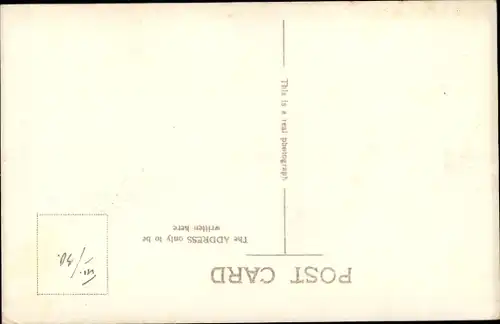 POST CARD
The ADDRESS only to be
written here
This is a real photograph.